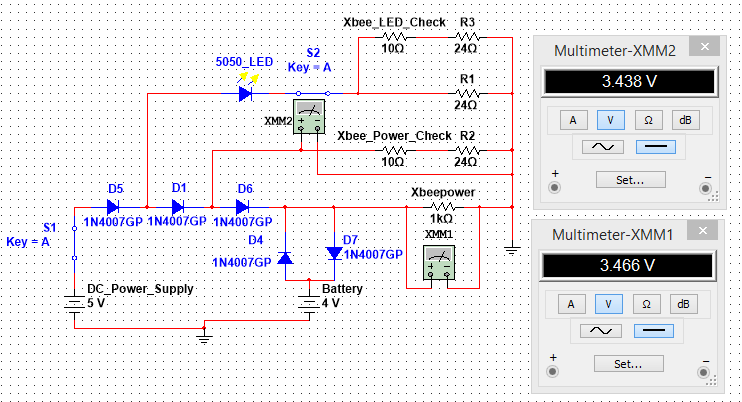 Xbee_LED_Check R3
10Ω 24Ω
5050_LED
S2
Key = A
R1
24Ω
XMM2
Xbee_Power_Check R2
10Ω 24Ω
D5 D1 D6
1N4007GP 1N4007GP 1N4007GP
S1
Key = A
Xbeepower
1kΩ
XMM1
D4 D7
1N4007GP 1N4007GP
DC_Power_Supply
5 V
Battery
4 V
Multimeter-XMM2 ×
3.438 V
A V Ω dB
+ Set... −
Multimeter-XMM1 ×
3.466 V
A V Ω dB
+ Set... −